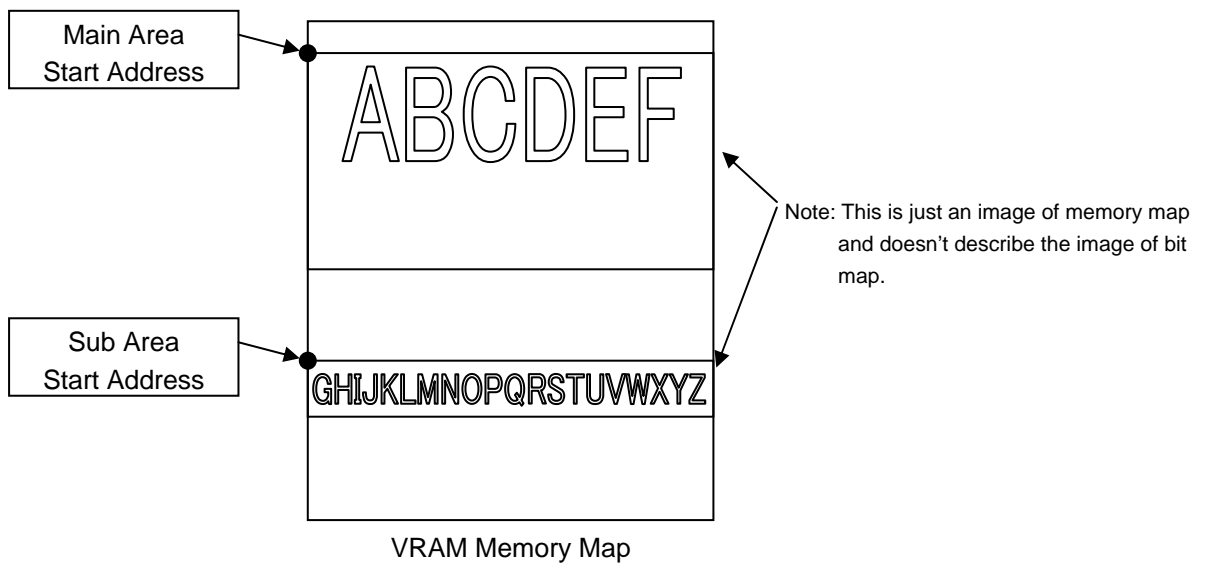 Main Area
Start Address
ABCDEF
Note: This is just an image of memory map
and doesn't describe the image of bit
map.
Sub Area
Start Address
GHIJKLMNOPQRSTUVWXYZ
VRAM Memory Map